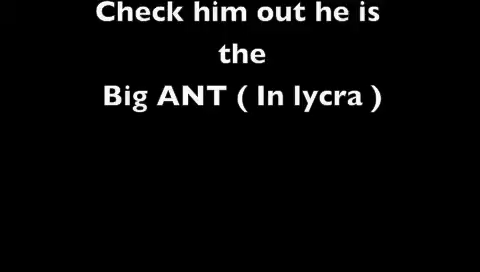 Check him out he is
the
Big ANT ( In lycra )